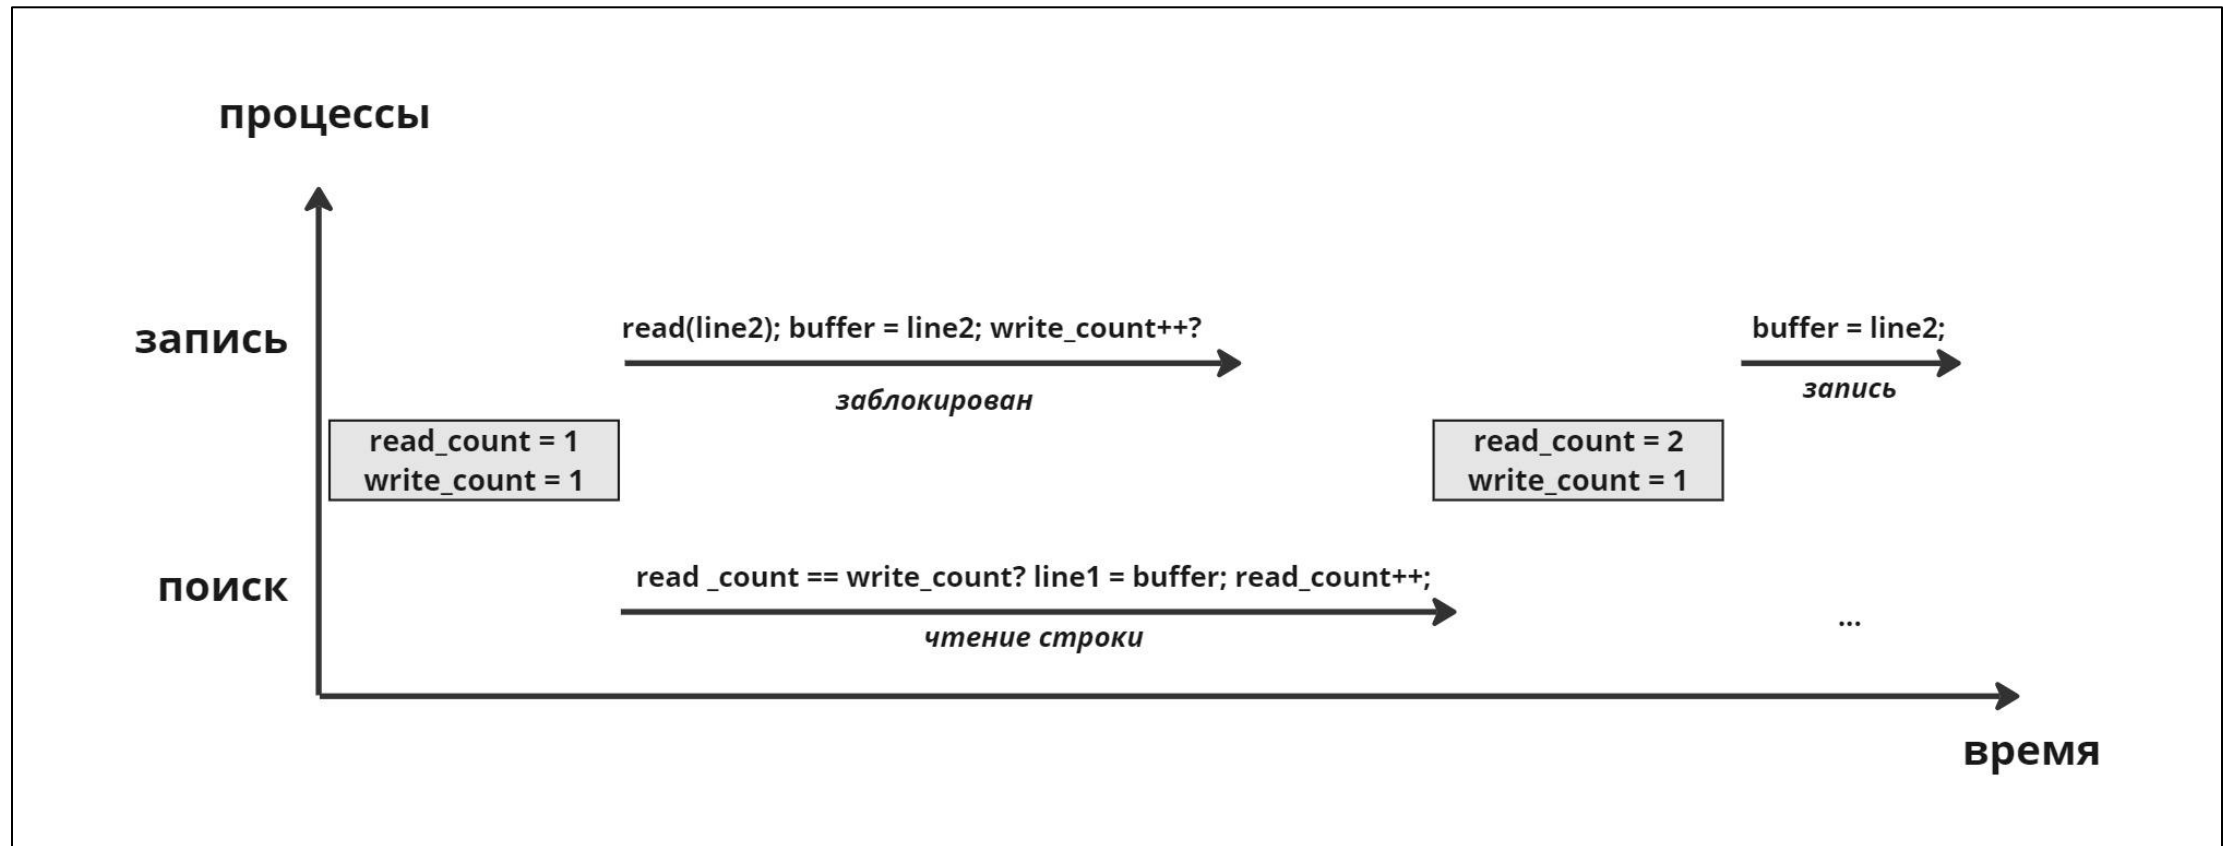 процессы
запись
read(line2); buffer = line2; write_count++?
buffer = line2;
заблокирован
запись
read_count = 1
write_count = 1
read_count = 2
write_count = 1
поиск
read _count == write_count? line1 = buffer; read_count++;
чтение строки
...
время